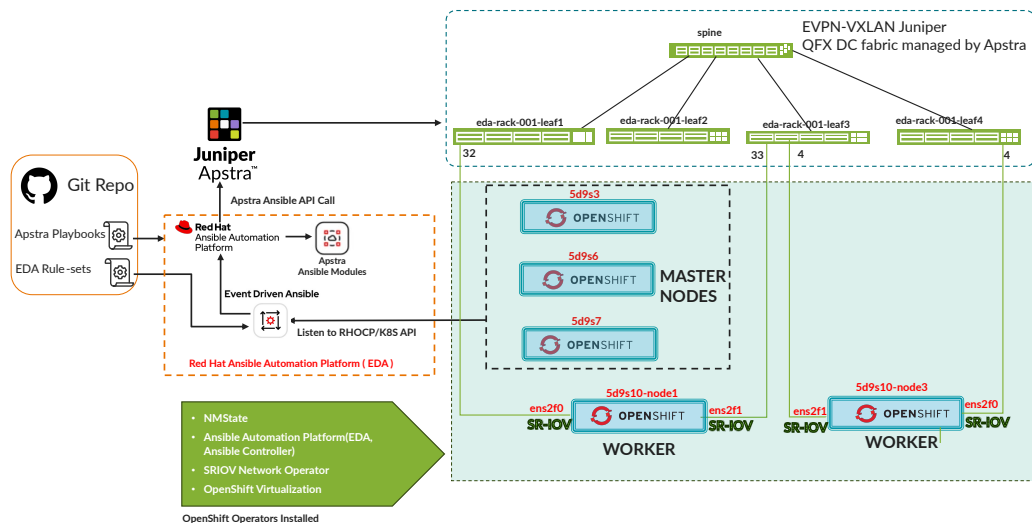 EVPN-VXLAN Juniper
QFX DC fabric managed by Apstra
spine
eda-rack-001-leaf1
eda-rack-001-leaf2
eda-rack-001-leaf3
eda-rack-001-leaf4
32
33
4
4
Juniper
Apstra™
Git Repo
Apstra Playbooks
EDA Rule-sets
Apstra Ansible API Call
Red Hat
Ansible Automation
Platform
Apstra
Ansible Modules
Event Driven Ansible
Listen to RHOCP/K8S API
Red Hat Ansible Automation Platform ( EDA )
5d9s3
OPENSHIFT
5d9s6
OPENSHIFT
MASTER
NODES
5d9s7
OPENSHIFT
5d9s10-node1
ens2f0
OPENSHIFT
ens2f1
SR-IOV
SR-IOV
WORKER
5d9s10-node3
ens2f1
OPENSHIFT
ens2f0
SR-IOV
SR-IOV
WORKER
• NMState
• Ansible Automation Platform(EDA,
Ansible Controller)
• SRIOV Network Operator
• OpenShift Virtualization
OpenShift Operators Installed